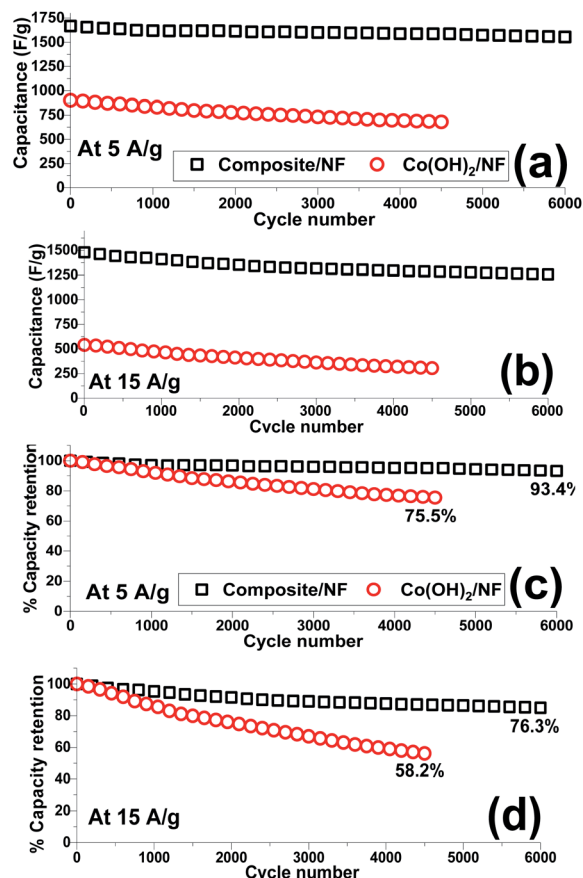 1750
1500
1250
1000
750
500
250
0
Capacitance (F/g)
At 5 A/g
Composite/NF
Co(OH)2/NF
(a)
0 1000 2000 3000 4000 5000 6000
Cycle number
1500
1250
1000
750
500
250
0
Capacitance (F/g)
At 15 A/g
(b)
0 1000 2000 3000 4000 5000 6000
Cvcle number
100
80
60
40
20
0
% Capacity retention
93.4%
75.5%
At 5 A/g
Composite/NF
Co(OH)2/NF
(c)
0 1000 2000 3000 4000 5000 6000
Cycle number
100
80
60
40
20
0
% Capacity retention
76.3%
58.2%
At 15 A/g
(d)
0 1000 2000 3000 4000 5000 6000
Cycle number